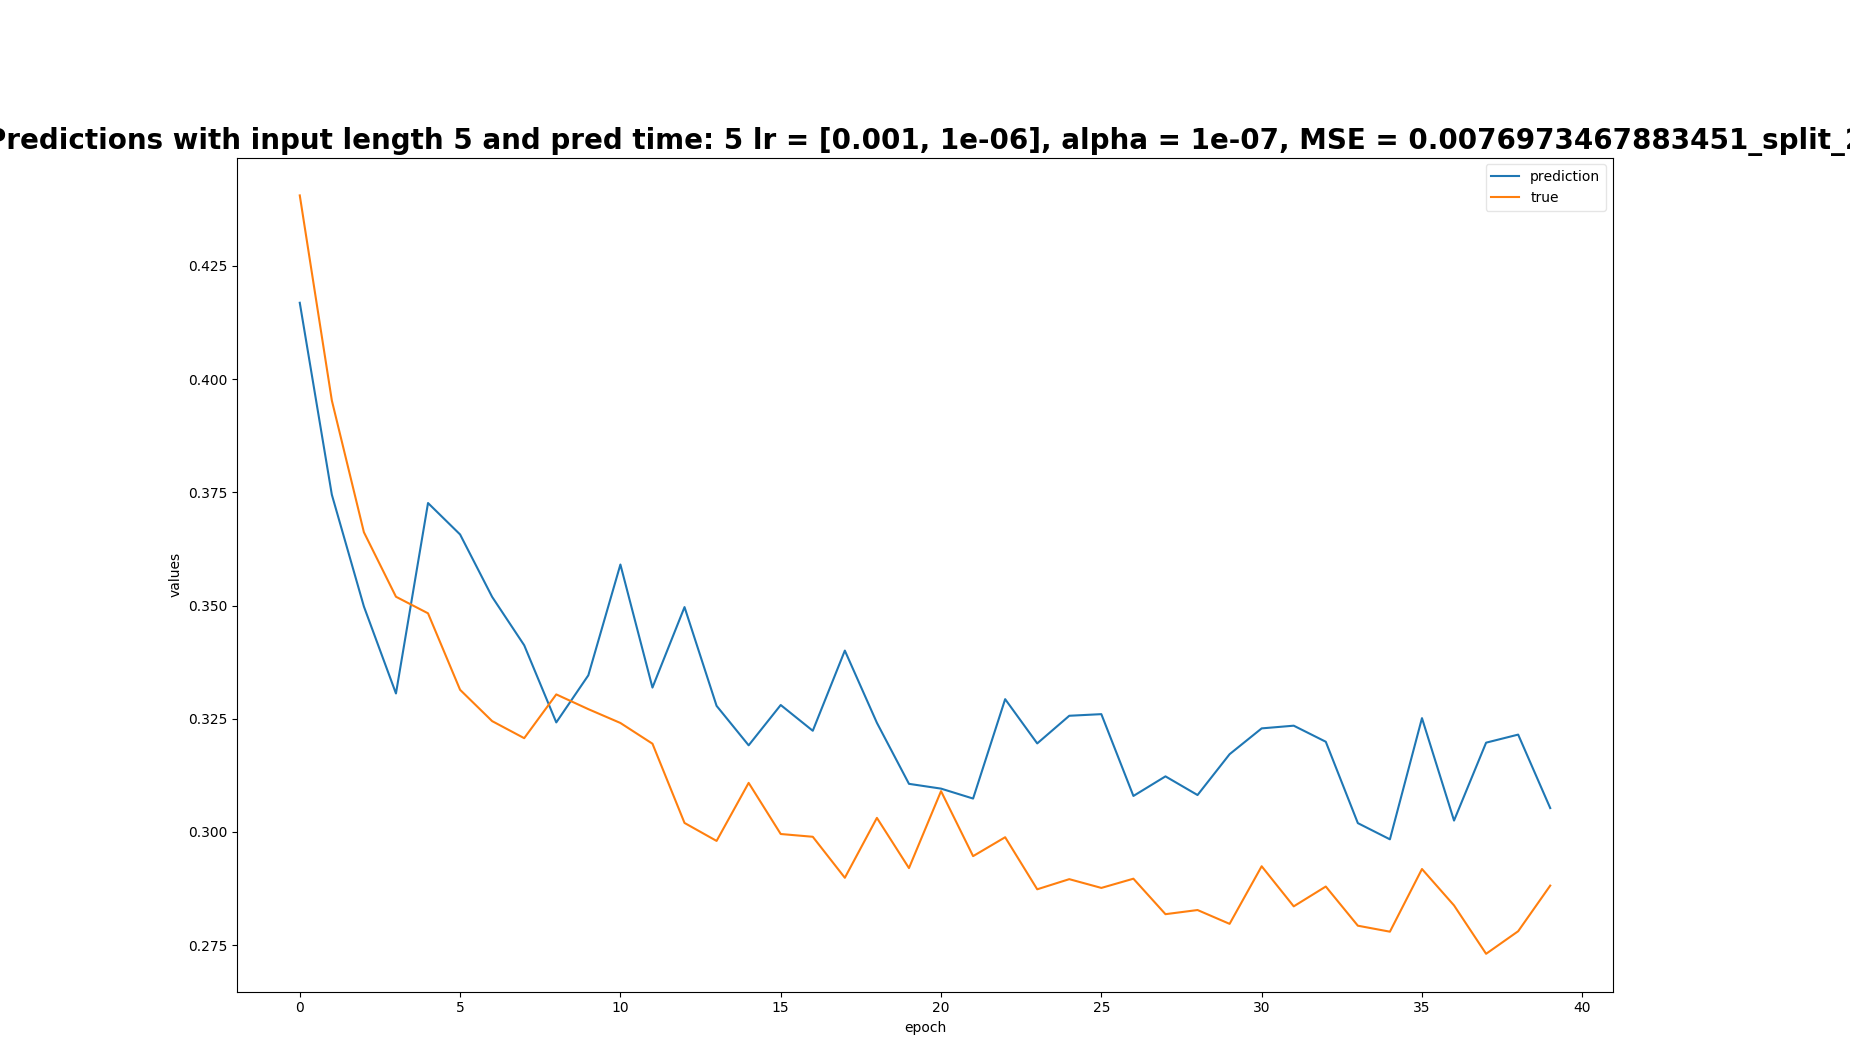 Predictions with input length 5 and pred time: 5 lr = [0.001, 1e-06], alpha = 1e-07, MSE = 0.0076973467883451_split_2
prediction
true
0.425
0.400
0.375
0.350
0.325
0.300
0.275
values
0 5 10 15 20 25 30 35 40
epoch